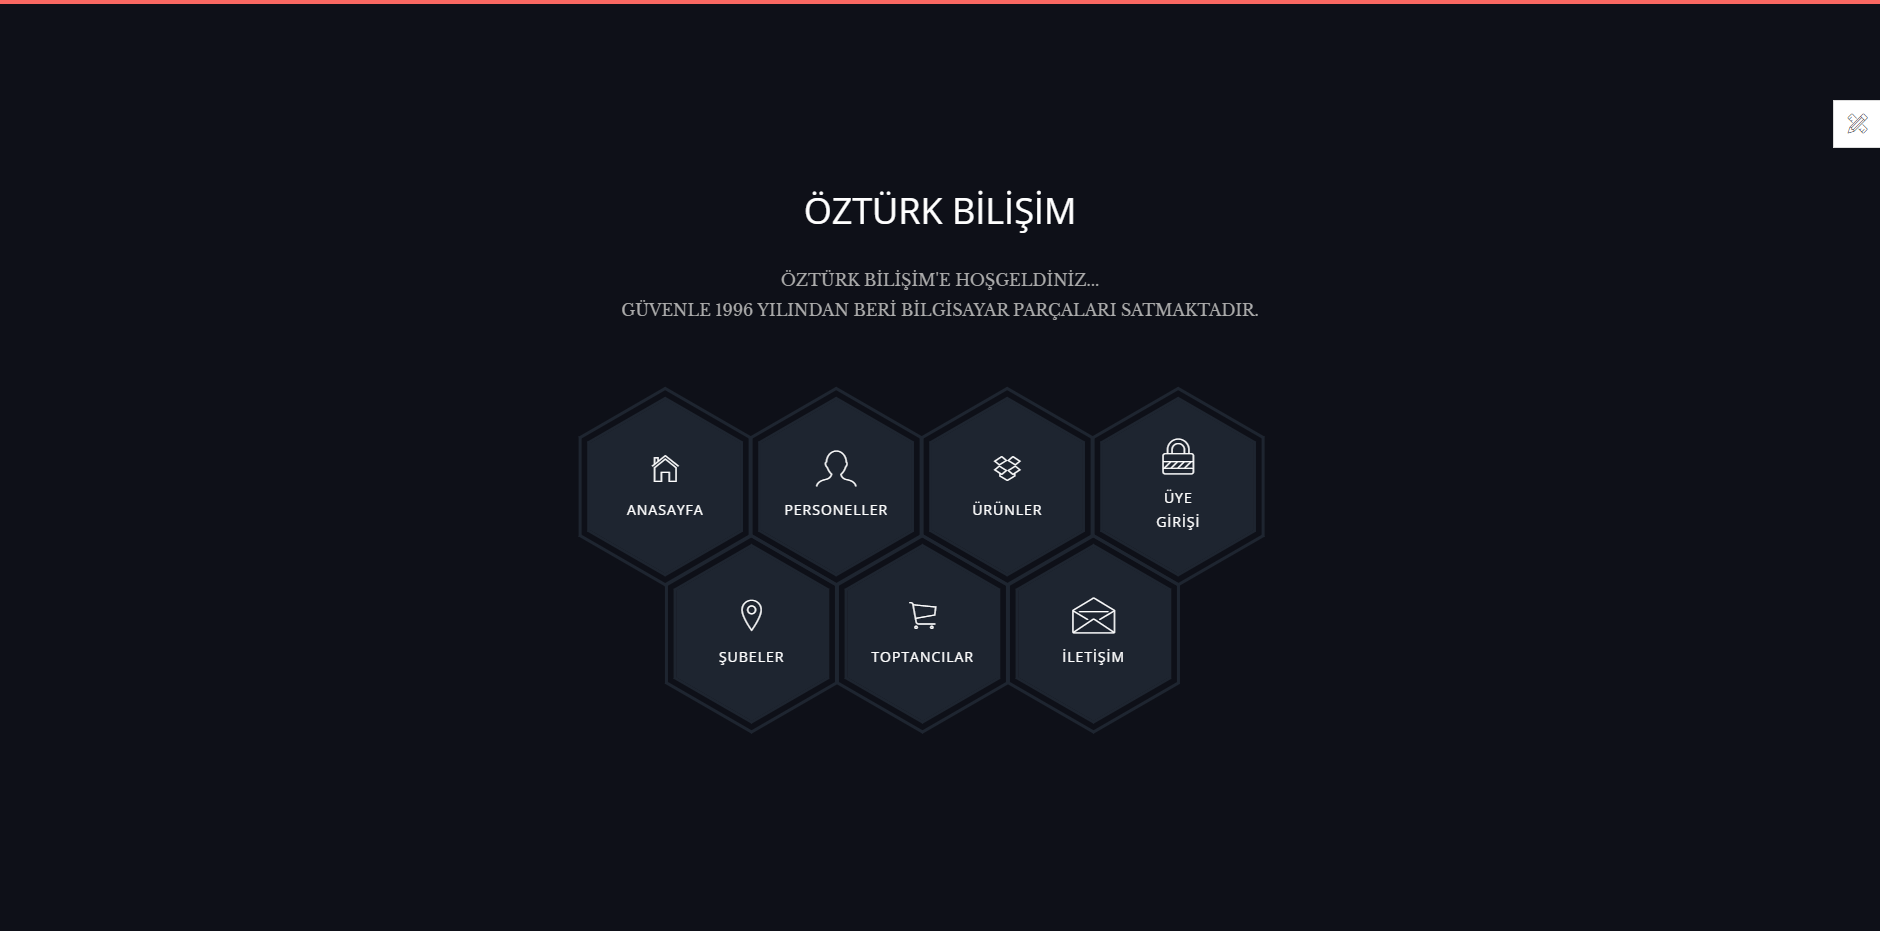 ÖZTÜRK BİLİŞİM
ÖZTÜRK BİLİŞİM'E HOŞGELDİNİZ...
GÜVENLE 1996 YILINDAN BERİ BİLGİSAYAR PARÇALARI SATMAKTADIR.
ANASAYFA
PERSONELLER
ÜRÜNLER
ÜYE
GİRİŞİ
ŞUBELER
TOPTANCILAR
İLETİŞİM